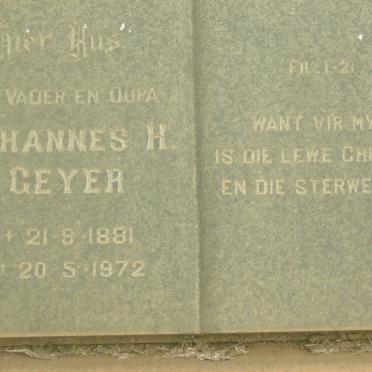 Hier Rus
VADER EN OUPA
HANNES H.
GEYER
21-9-1881
20-5-1972
FIL. 1-21
WANT VIR MY
IS DIE LEWE CHR
EN DIE STERWE